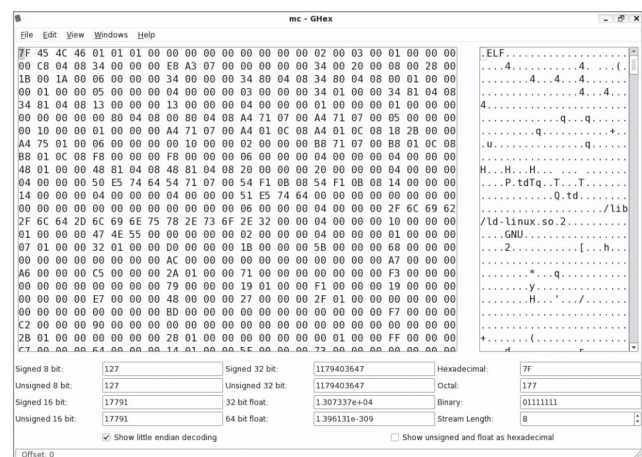 mc - GHex
File Edit View Windows Help
7F 45 4C 46 01 01 01 00 00 00 00 00 00 00 00 00 02 00 03 00 01 00 00 00 .ELF....................
00 C8 04 08 34 00 00 00 E8 A3 07 00 00 00 00 00 34 00 20 00 08 00 28 00 ....4...........4. ...(.
1B 00 1A 00 06 00 00 00 34 00 00 00 34 80 04 08 34 80 04 08 00 01 00 00 ........4...4...4.......
00 01 00 00 05 00 00 00 04 00 00 00 03 00 00 00 34 01 00 00 34 81 04 08 ................4...4...
34 81 04 08 13 00 00 00 13 00 00 00 04 00 00 00 01 00 00 00 01 00 00 00 4.......................
00 00 00 00 00 80 04 08 00 80 04 08 A4 71 07 00 A4 71 07 00 05 00 00 00 .............q...q......
00 10 00 00 01 00 00 00 A4 71 07 00 A4 01 0C 08 A4 01 0C 08 18 2B 00 00 .........q...........+..
A4 75 01 00 06 00 00 00 00 10 00 00 02 00 00 00 B8 71 07 00 B8 01 0C 08 .u...............q......
B8 01 0C 08 F8 00 00 00 F8 00 00 00 06 00 00 00 04 00 00 00 04 00 00 00
48 01 00 00 48 81 04 08 48 81 04 08 20 00 00 00 20 00 00 00 04 00 00 00 H...H...H... ... .......
04 00 00 00 50 E5 74 64 54 71 07 00 54 F1 0B 08 54 F1 0B 08 14 00 00 00 ....P.tdTq..T...T.......
14 00 00 00 04 00 00 00 04 00 00 00 51 E5 74 64 00 00 00 00 00 00 00 00 ............Q.td........
00 00 00 00 00 00 00 00 00 00 00 00 06 00 00 00 04 00 00 00 2F 6C 69 62 ..................../lib
2F 6C 64 2D 6C 69 6E 75 78 2E 73 6F 2E 32 00 00 04 00 00 00 10 00 00 00 /ld-linux.so.2..........
01 00 00 00 47 4E 55 00 00 00 00 00 02 00 00 00 04 00 00 00 01 00 00 00 ....GNU.................
07 01 00 00 32 01 00 00 D0 00 00 00 1B 00 00 00 5B 00 00 00 68 00 00 00 ....2...........[...h...
00 00 00 00 00 00 00 00 AC 00 00 00 00 00 00 00 00 00 00 00 A7 00 00 00
A6 00 00 00 C5 00 00 00 2A 01 00 00 71 00 00 00 00 00 00 00 F3 00 00 00 ........*...q...........
00 00 00 00 00 00 00 00 79 00 00 00 19 01 00 00 F1 00 00 00 19 00 00 00 ........y...............
00 00 00 00 E7 00 00 00 48 00 00 00 27 00 00 00 2F 01 00 00 00 00 00 00 ........H...'.../.......
00 00 00 00 00 00 00 00 BD 00 00 00 00 00 00 00 00 00 00 00 F7 00 00 00
C2 00 00 00 90 00 00 00 00 00 00 00 00 00 00 00 00 00 00 00 00 00 00 00
2B 01 00 00 00 00 00 00 28 01 00 00 00 00 00 00 00 01 00 00 FF 00 00 00 +.......(...............
Signed 8 bit: 127 Signed 32 bit: 1179403647 Hexadecimal: 7F
Unsigned 8 bit: 127 Unsigned 32 bit: 1179403647 Octal: 177
Signed 16 bit: 17791 32 bit float: 1.307337e+04 Binary: 01111111
Unsigned 16 bit: 17791 64 bit float: 1.396131e-309 Stream Length: 8
Show little endian decoding Show unsigned and float as hexadecimal
Offset: 0